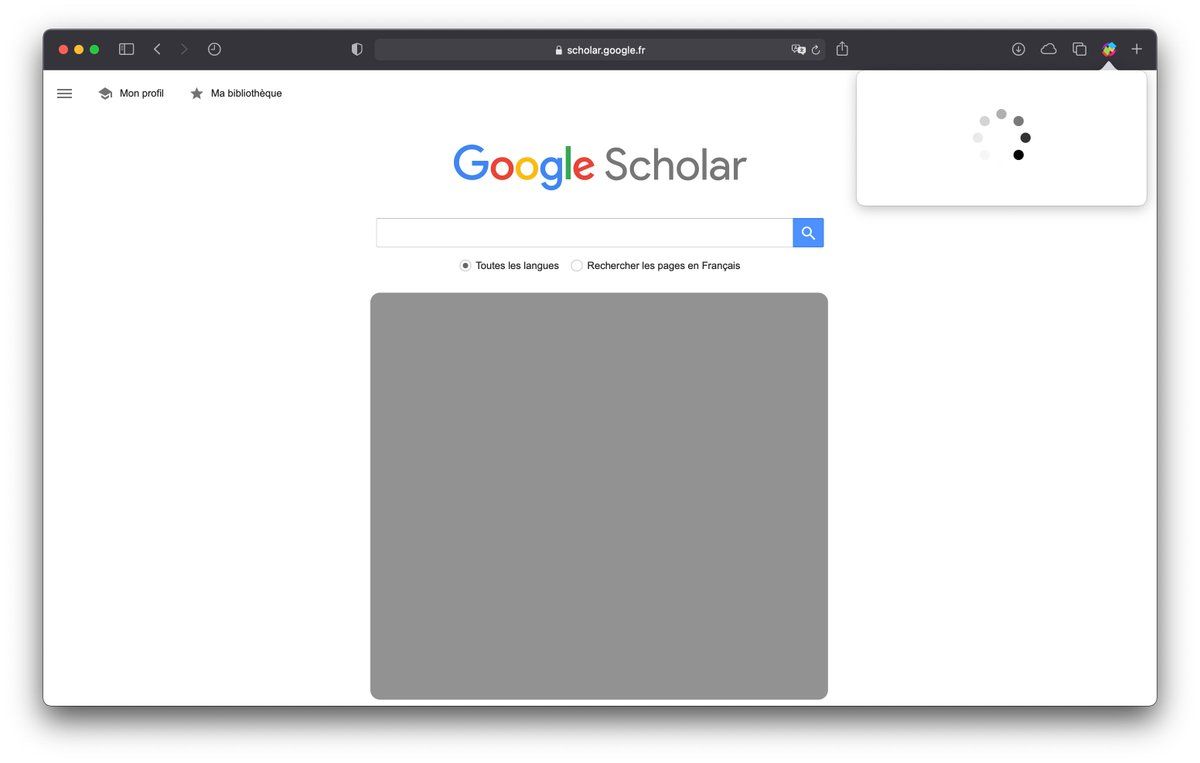 scholar.google.fr
Mon profil
Ma bibliothèque
Google Scholar
Toutes les langues
Rechercher les pages en Français